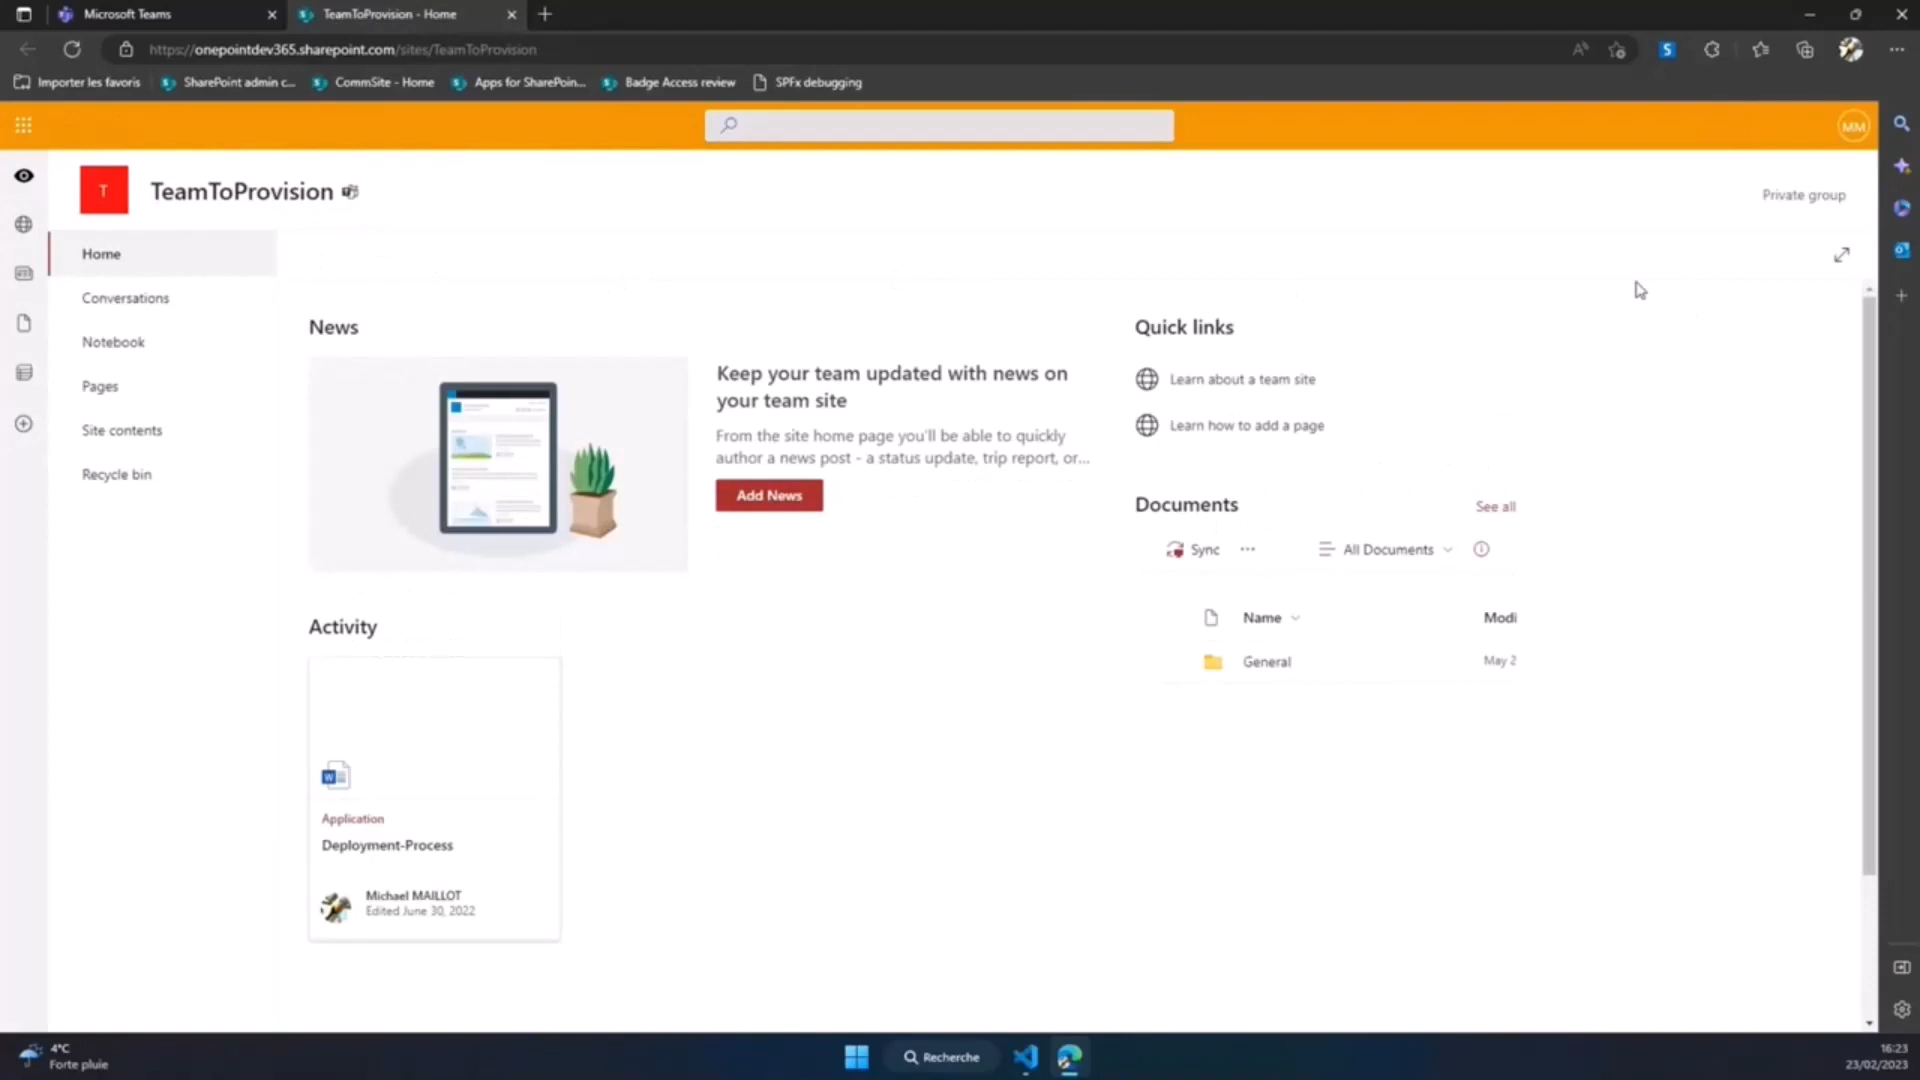 Microsoft Teams
TeamToProvision - Home
https://onepointdev365.sharepoint.com/sites/TeamToProvision
Importer les favoris
SharePoint admin c...
CommSite - Home
Apps for SharePoin...
Badge Access review
SPFx debugging
MM
T
TeamToProvision
Private group
Home
Conversations
Notebook
Pages
Site contents
Recycle bin
News
Keep your team updated with news on
your team site
From the site home page you'll be able to quickly
author a news post - a status update, trip report, or...
Add News
Quick links
Learn about a team site
Learn how to add a page
Documents
See all
Sync
All Documents
Name
Modi
General
May 2
Activity
W
Application
Deployment-Process
Michael MAILLOT
Edited June 30, 2022
4°C
Forte pluie
Recherche
16:23
23/02/2023